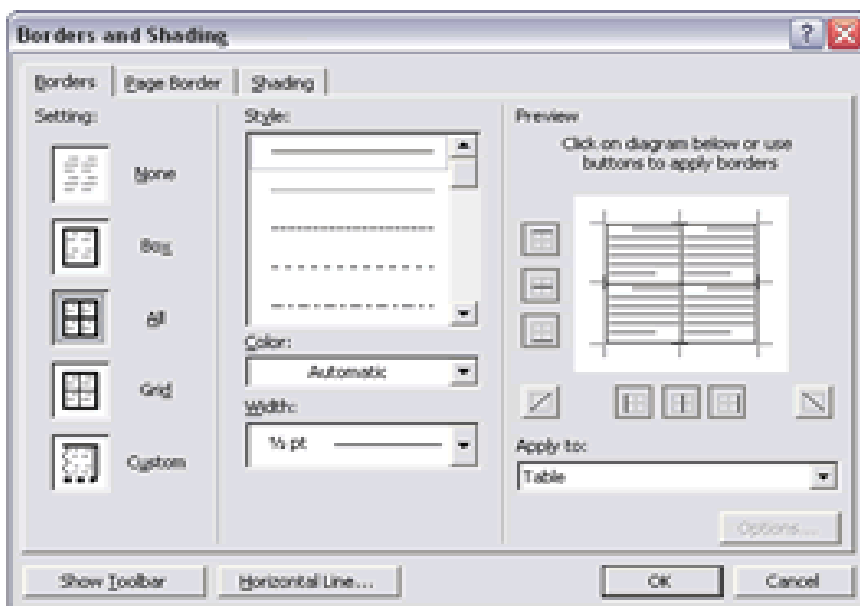 Borders and Shading
Borders Page Border Shading
Setting:
None
Box
All
Grid
Custom
Style:
Color:
Automatic
Width:
½ pt
Preview
Click on diagram below or use
buttons to apply borders
Apply to:
Table
Options...
Show Toolbar
Horizontal Line...
OK
Cancel